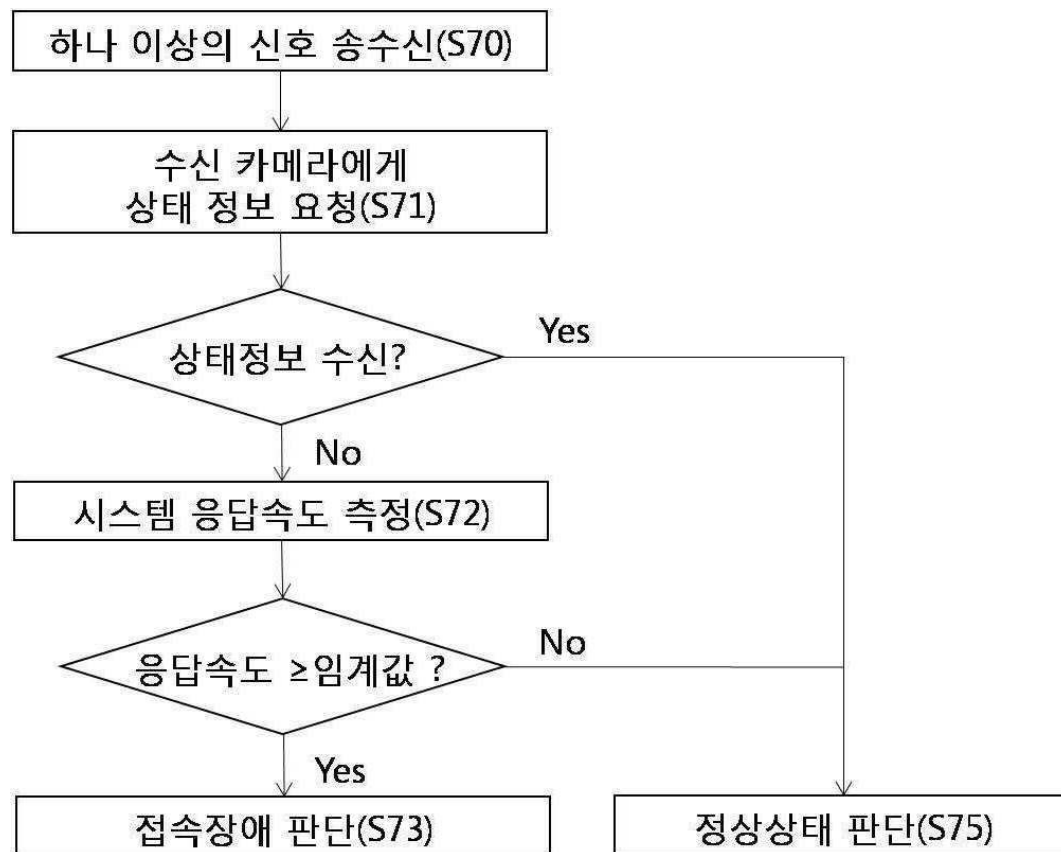 하나 이상의 신호 송수신(S70)
수신 카메라에게
상태 정보 요청(S71)
상태정보 수신?
Yes
No
시스템 응답속도 측정(S72)
응답속도 ≥임계값 ?
No
Yes
접속장애 판단(S73)
정상상태 판단(S75)